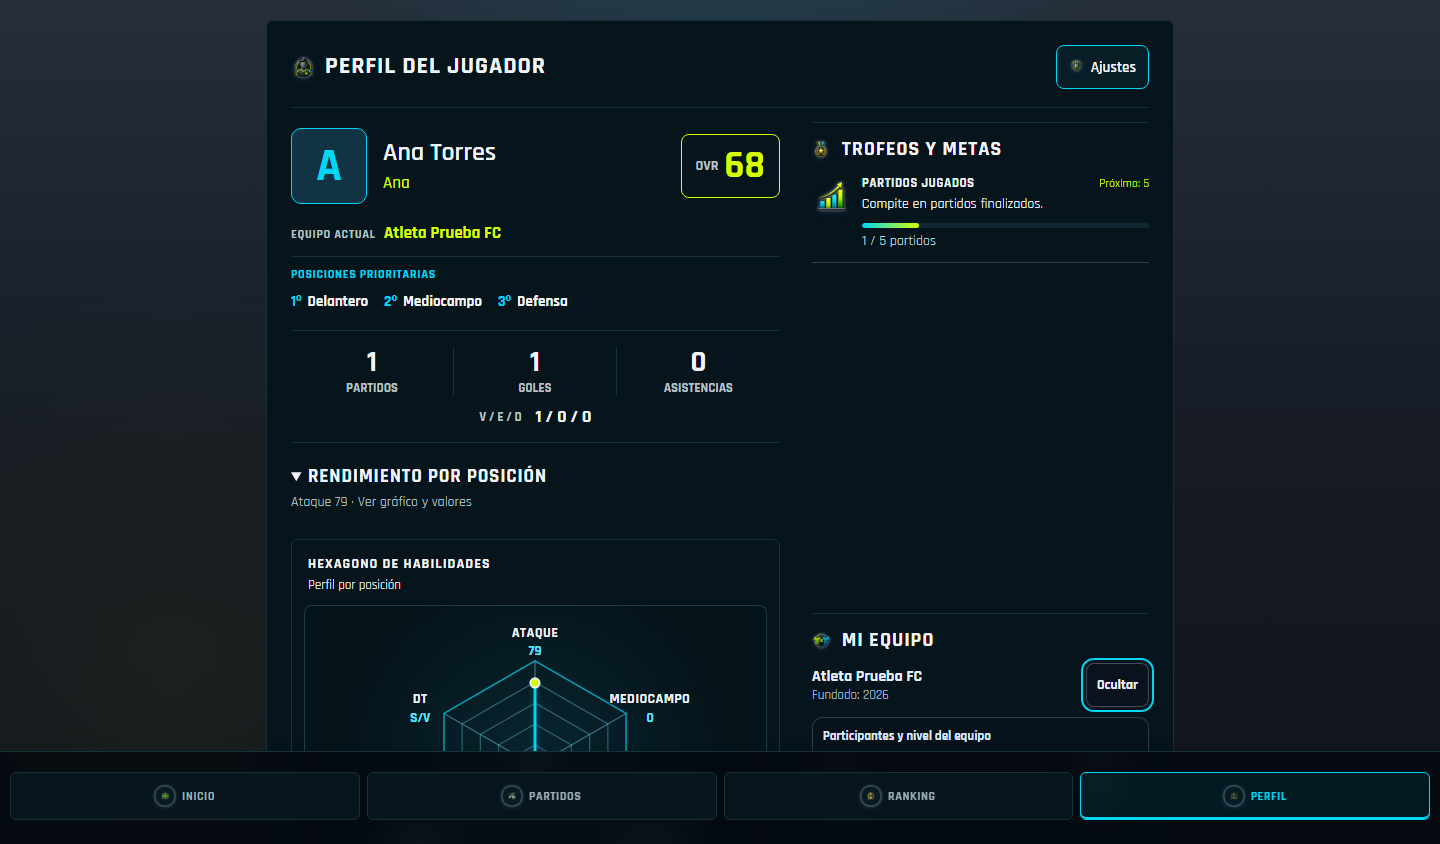 PERFIL DEL JUGADOR
Ajustes
A
Ana Torres
Ana
OVR 68
EQUIPO ACTUAL Atleta Prueba FC
POSICIONES PRIORITARIAS
1º Delantero 2º Mediocampo 3º Defensa
1
PARTIDOS
1
GOLES
0
ASISTENCIAS
V/E/D 1/0/0
▼ RENDIMIENTO POR POSICIÓN
Ataque 79 · Ver gráfico y valores
HEXAGONO DE HABILIDADES
Perfil por posición
ATAQUE
79
DT
S/V
MEDIOCAMPO
0
TROFEOS Y METAS
PARTIDOS JUGADOS
Próxima: 5
Compite en partidos finalizados.
1 / 5 partidos
MI EQUIPO
Atleta Prueba FC
Fundado: 2026
Ocultar
Participantes y nivel del equipo
INICIO
PARTIDOS
RANKING
PERFIL